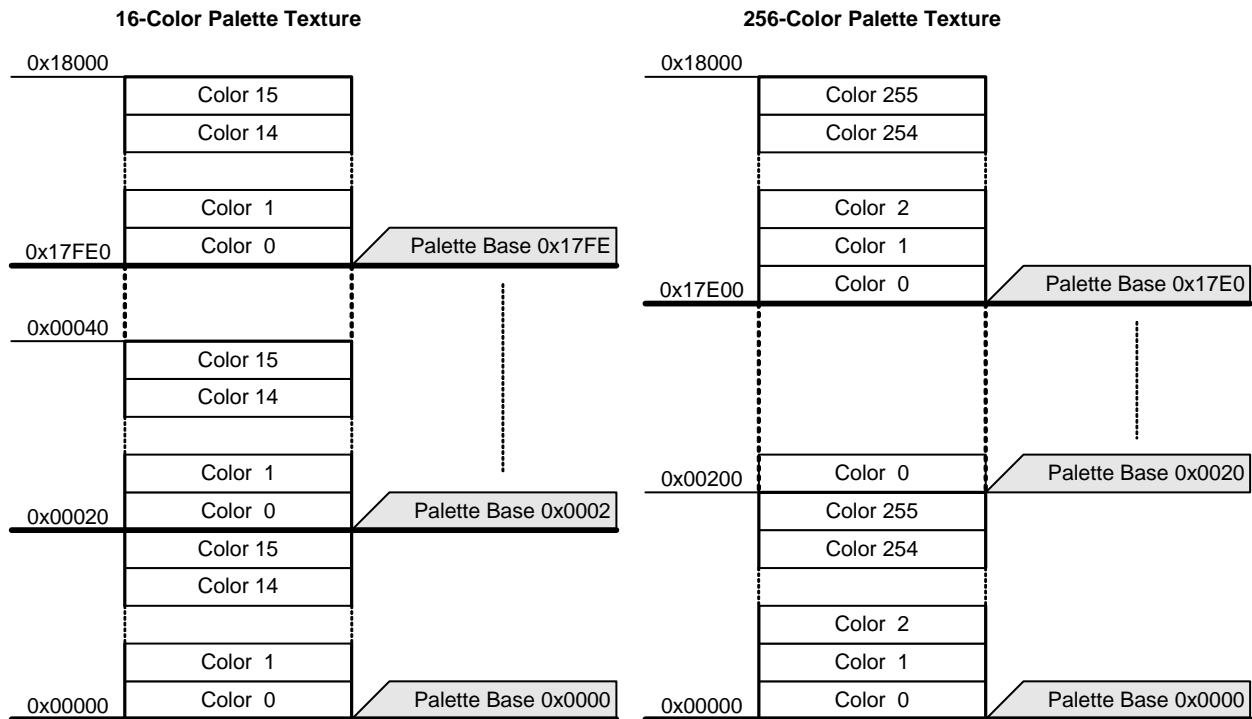 16-Color Palette Texture
0x18000
Color 15
Color 14
Color 1
Color 0
0x17FE0
Palette Base 0x17FE
0x00040
Color 15
Color 14
Color 1
Color 0
0x00020
Palette Base 0x0002
Color 15
Color 14
Color 1
Color 0
0x00000
Palette Base 0x0000
256-Color Palette Texture
0x18000
Color 255
Color 254
Color 2
Color 1
Color 0
0x17E00
Palette Base 0x17E0
0x00200
Color 0
Palette Base 0x0020
Color 255
Color 254
Color 2
Color 1
Color 0
0x00000
Palette Base 0x0000